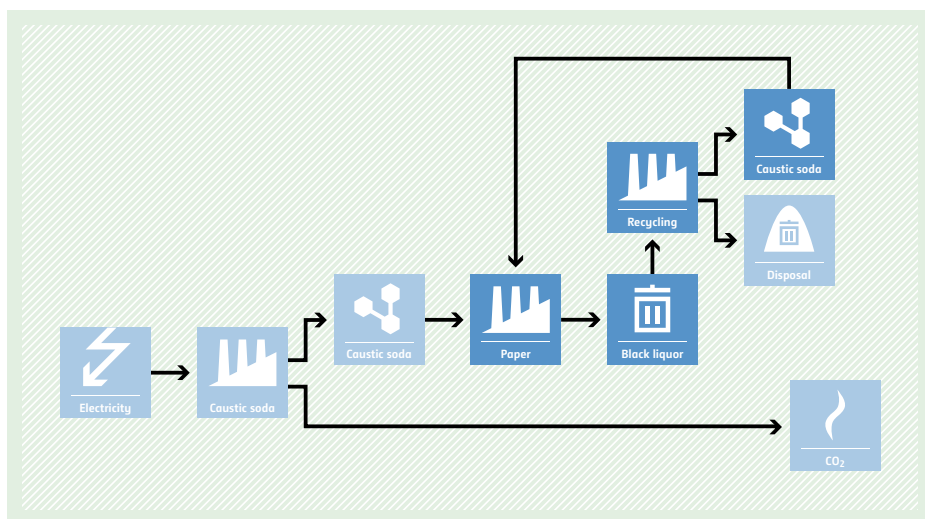 Caustic soda
Recycling
Disposal
Caustic soda
Paper
Black liquor
Electricity
Caustic soda
CO₂